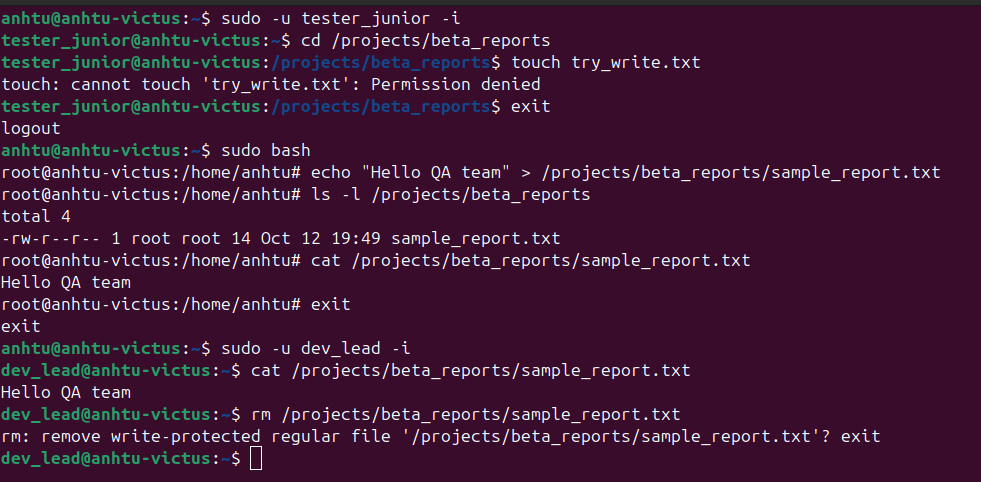 anhtu@anhtu-victus:~$ sudo -u tester_junior -i
tester_junior@anhtu-victus:~$ cd /projects/beta_reports
tester_junior@anhtu-victus:/projects/beta_reports$ touch try_write.txt
touch: cannot touch 'try_write.txt': Permission denied
tester_junior@anhtu-victus:/projects/beta_reports$ exit
logout
anhtu@anhtu-victus:~$ sudo bash
root@anhtu-victus:/home/anhtu# echo "Hello QA team" > /projects/beta_reports/sample_report.txt
root@anhtu-victus:/home/anhtu# ls -l /projects/beta_reports
total 4
-rw-r--r-- 1 root root 14 Oct 12 19:49 sample_report.txt
root@anhtu-victus:/home/anhtu# cat /projects/beta_reports/sample_report.txt
Hello QA team
root@anhtu-victus:/home/anhtu# exit
exit
anhtu@anhtu-victus:~$ sudo -u dev_lead -i
dev_lead@anhtu-victus:~$ cat /projects/beta_reports/sample_report.txt
Hello QA team
dev_lead@anhtu-victus:~$ rm /projects/beta_reports/sample_report.txt
rm: remove write-protected regular file '/projects/beta_reports/sample_report.txt'? exit
dev_lead@anhtu-victus:~$